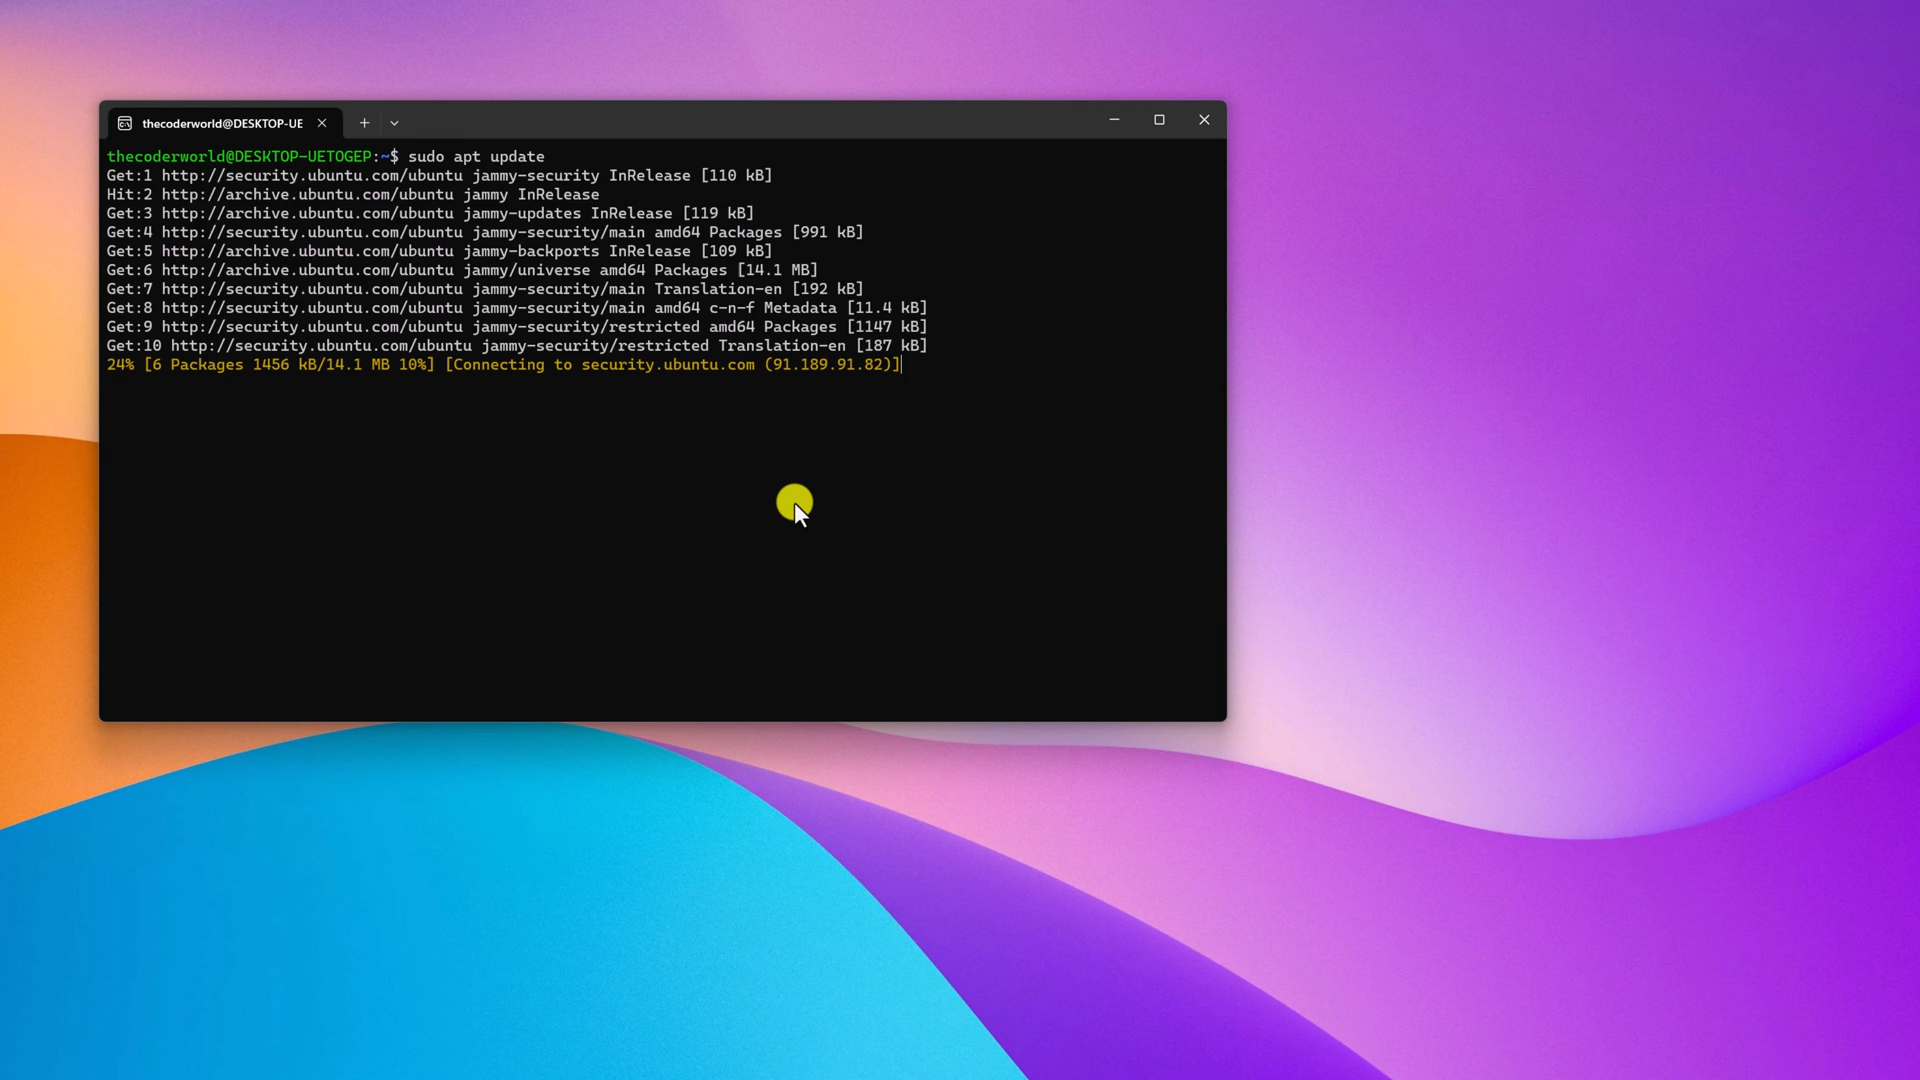 thecoderworld@DESKTOP-UE
thecoderworld@DESKTOP-UETOGEP:~$ sudo apt update
Get:1 http://security.ubuntu.com/ubuntu jammy-security InRelease [110 kB]
Hit:2 http://archive.ubuntu.com/ubuntu jammy InRelease
Get:3 http://archive.ubuntu.com/ubuntu jammy-updates InRelease [119 kB]
Get:4 http://security.ubuntu.com/ubuntu jammy-security/main amd64 Packages [991 kB]
Get:5 http://archive.ubuntu.com/ubuntu jammy-backports InRelease [109 kB]
Get:6 http://archive.ubuntu.com/ubuntu jammy/universe amd64 Packages [14.1 MB]
Get:7 http://security.ubuntu.com/ubuntu jammy-security/main Translation-en [192 kB]
Get:8 http://security.ubuntu.com/ubuntu jammy-security/main amd64 c-n-f Metadata [11.4 kB]
Get:9 http://security.ubuntu.com/ubuntu jammy-security/restricted amd64 Packages [1147 kB]
Get:10 http://security.ubuntu.com/ubuntu jammy-security/restricted Translation-en [187 kB]
24% [6 Packages 1456 kB/14.1 MB 10%] [Connecting to security.ubuntu.com (91.189.91.82)]